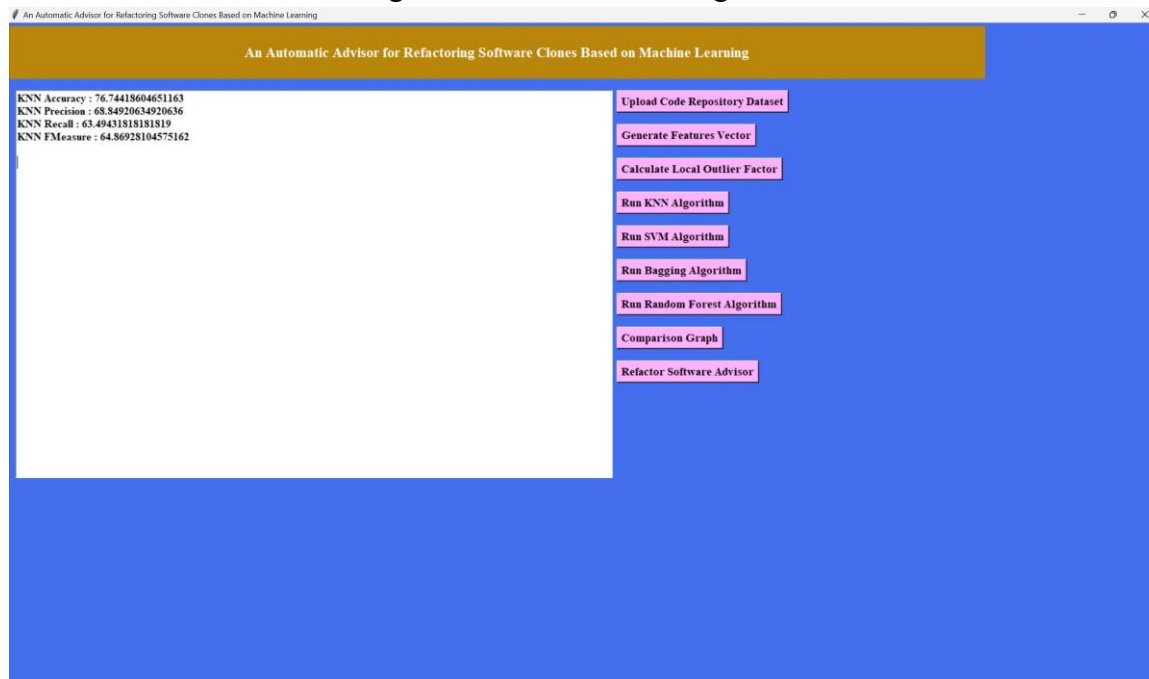 An Automatic Advisor for Refactoring Software Clones Based on Machine Learning
An Automatic Advisor for Refactoring Software Clones Based on Machine Learning
KNN Accuracy : 76.74418604651163
KNN Precision : 68.84920634920636
KNN Recall : 63.49431818181819
KNN FMeasure : 64.86928104575162
Upload Code Repository Dataset
Generate Features Vector
Calculate Local Outlier Factor
Run KNN Algorithm
Run SVM Algorithm
Run Bagging Algorithm
Run Random Forest Algorithm
Comparison Graph
Refactor Software Advisor